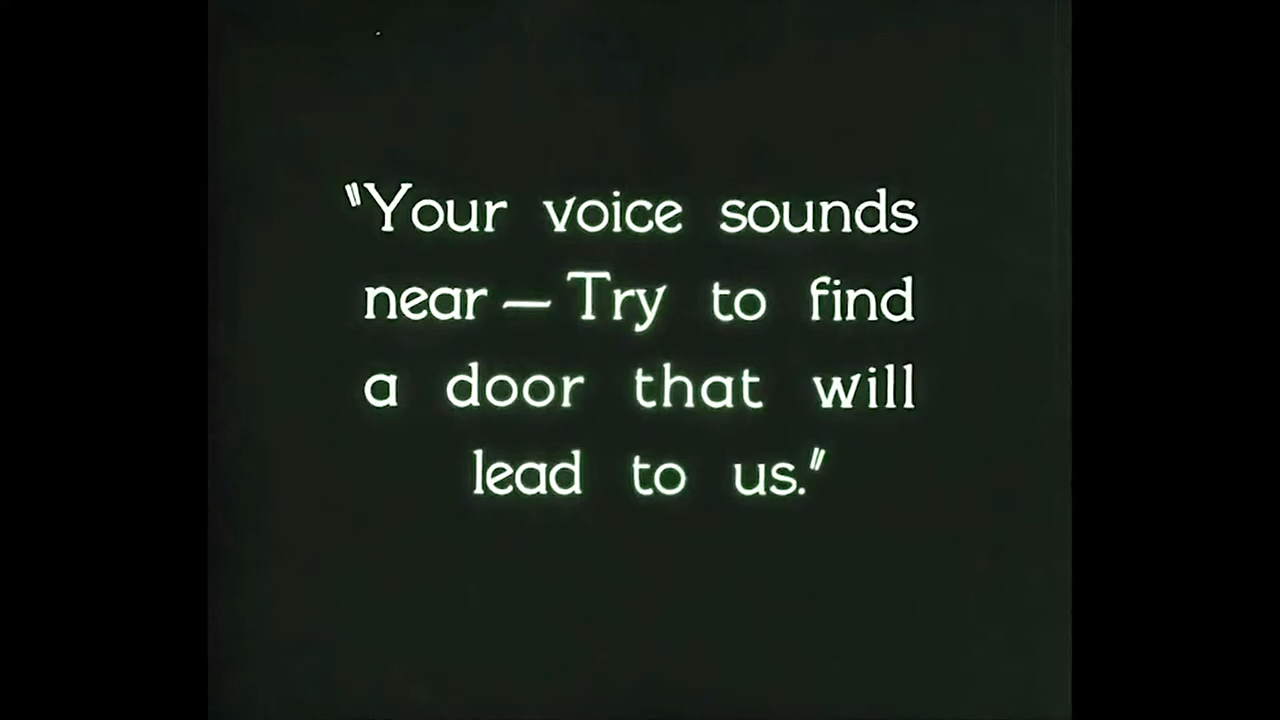 "Your voice sounds
near — Try to find
a door that will
lead to us."